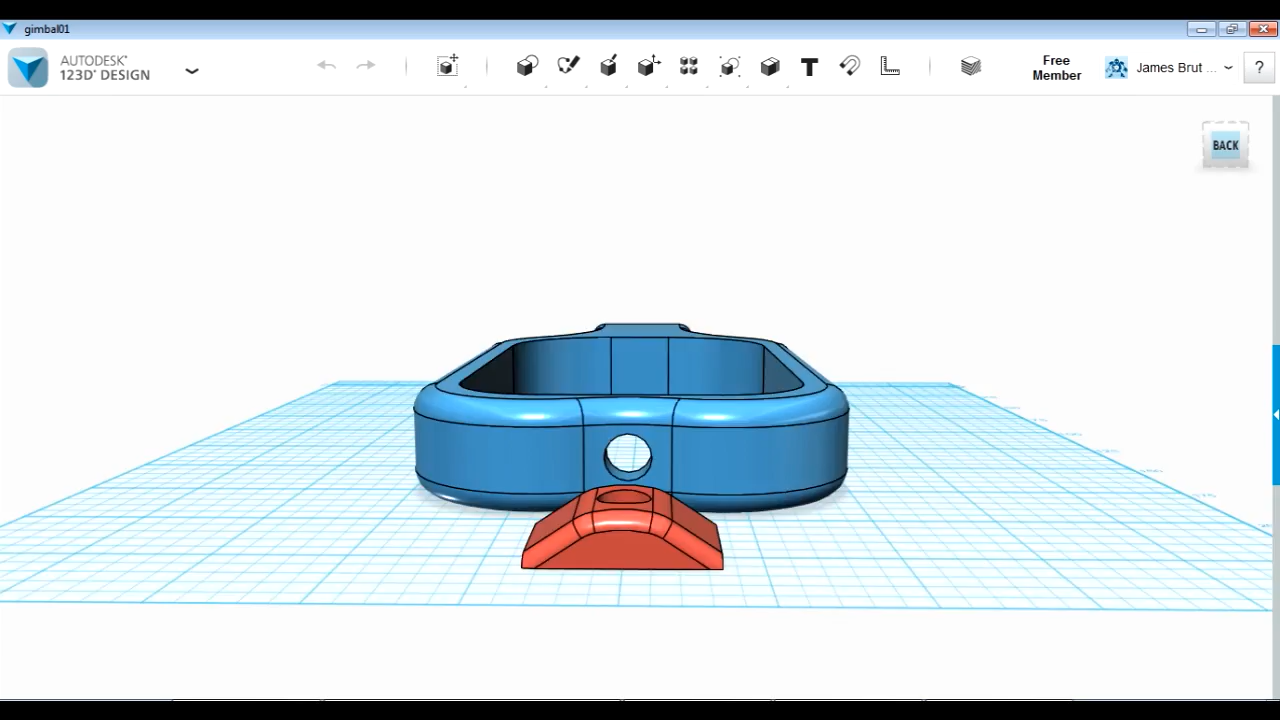 gimbal01
AUTODESK®
123D® DESIGN
Free
Member
James Brut ...
?
BACK